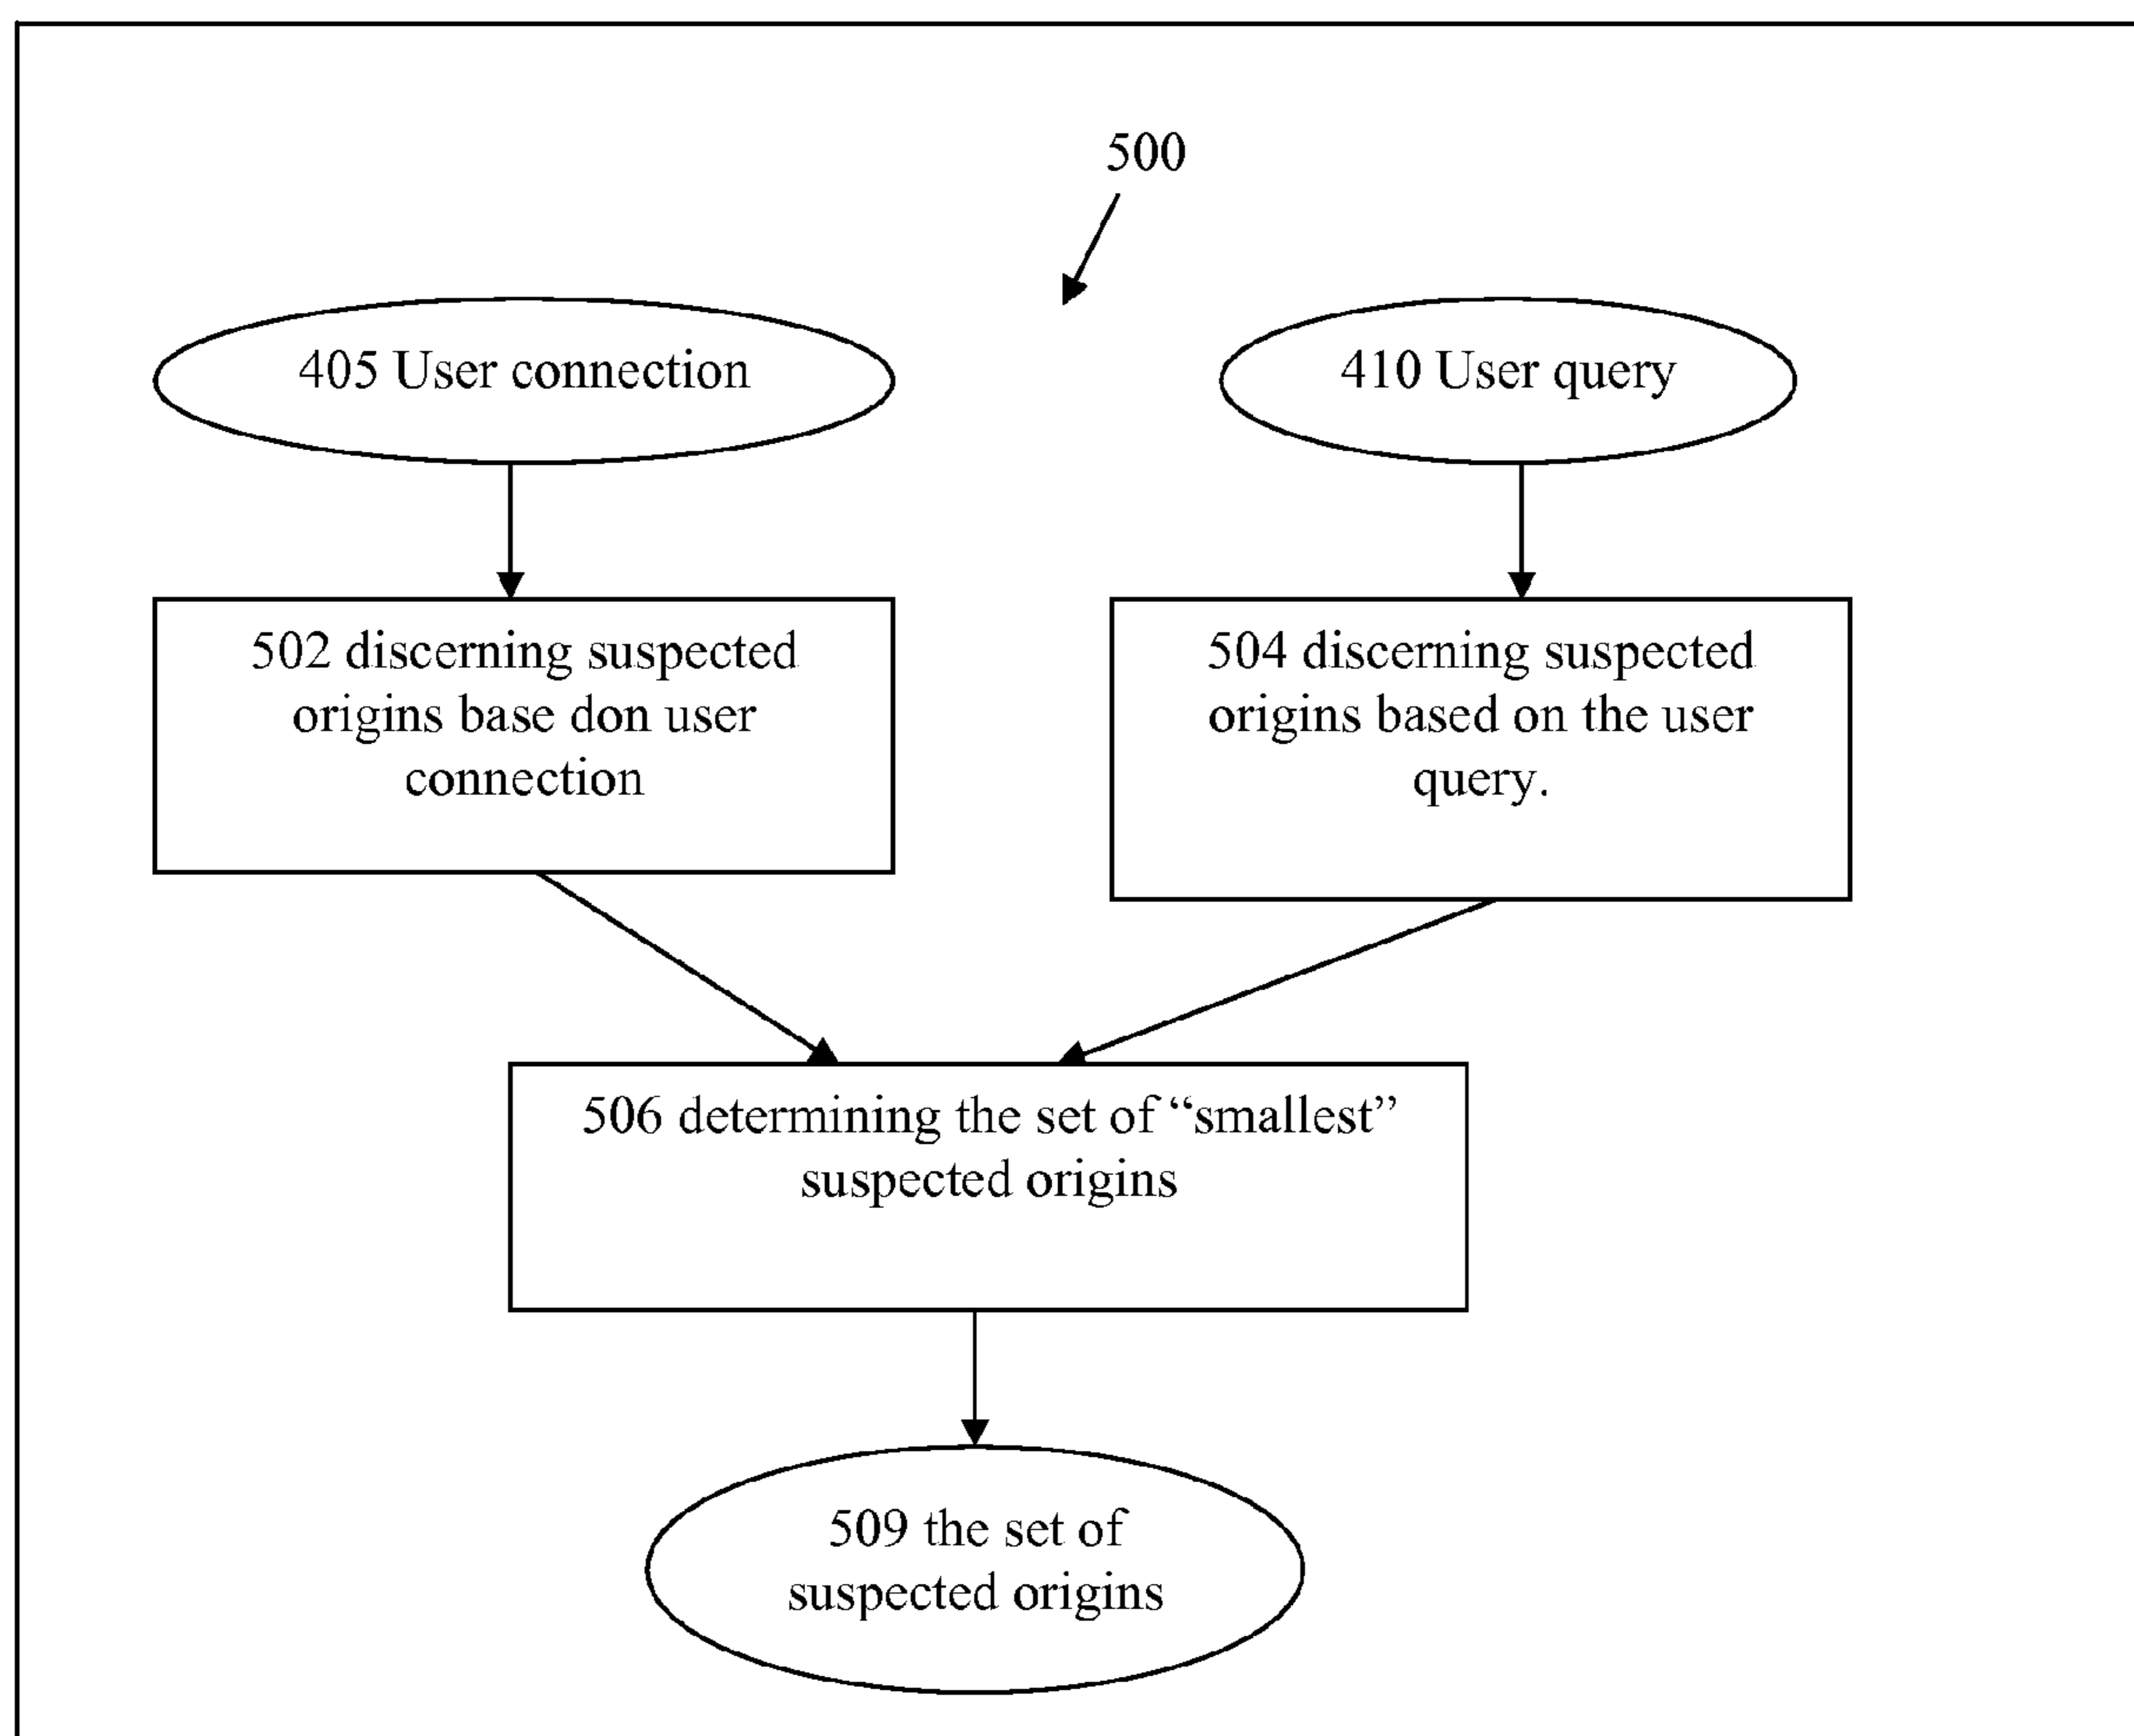 500
405 User connection
410 User query
502 discerning suspected
origins base don user
connection
504 discerning suspected
origins based on the user
query.
506 determining the set of “smallest”
suspected origins
509 the set of
suspected origins